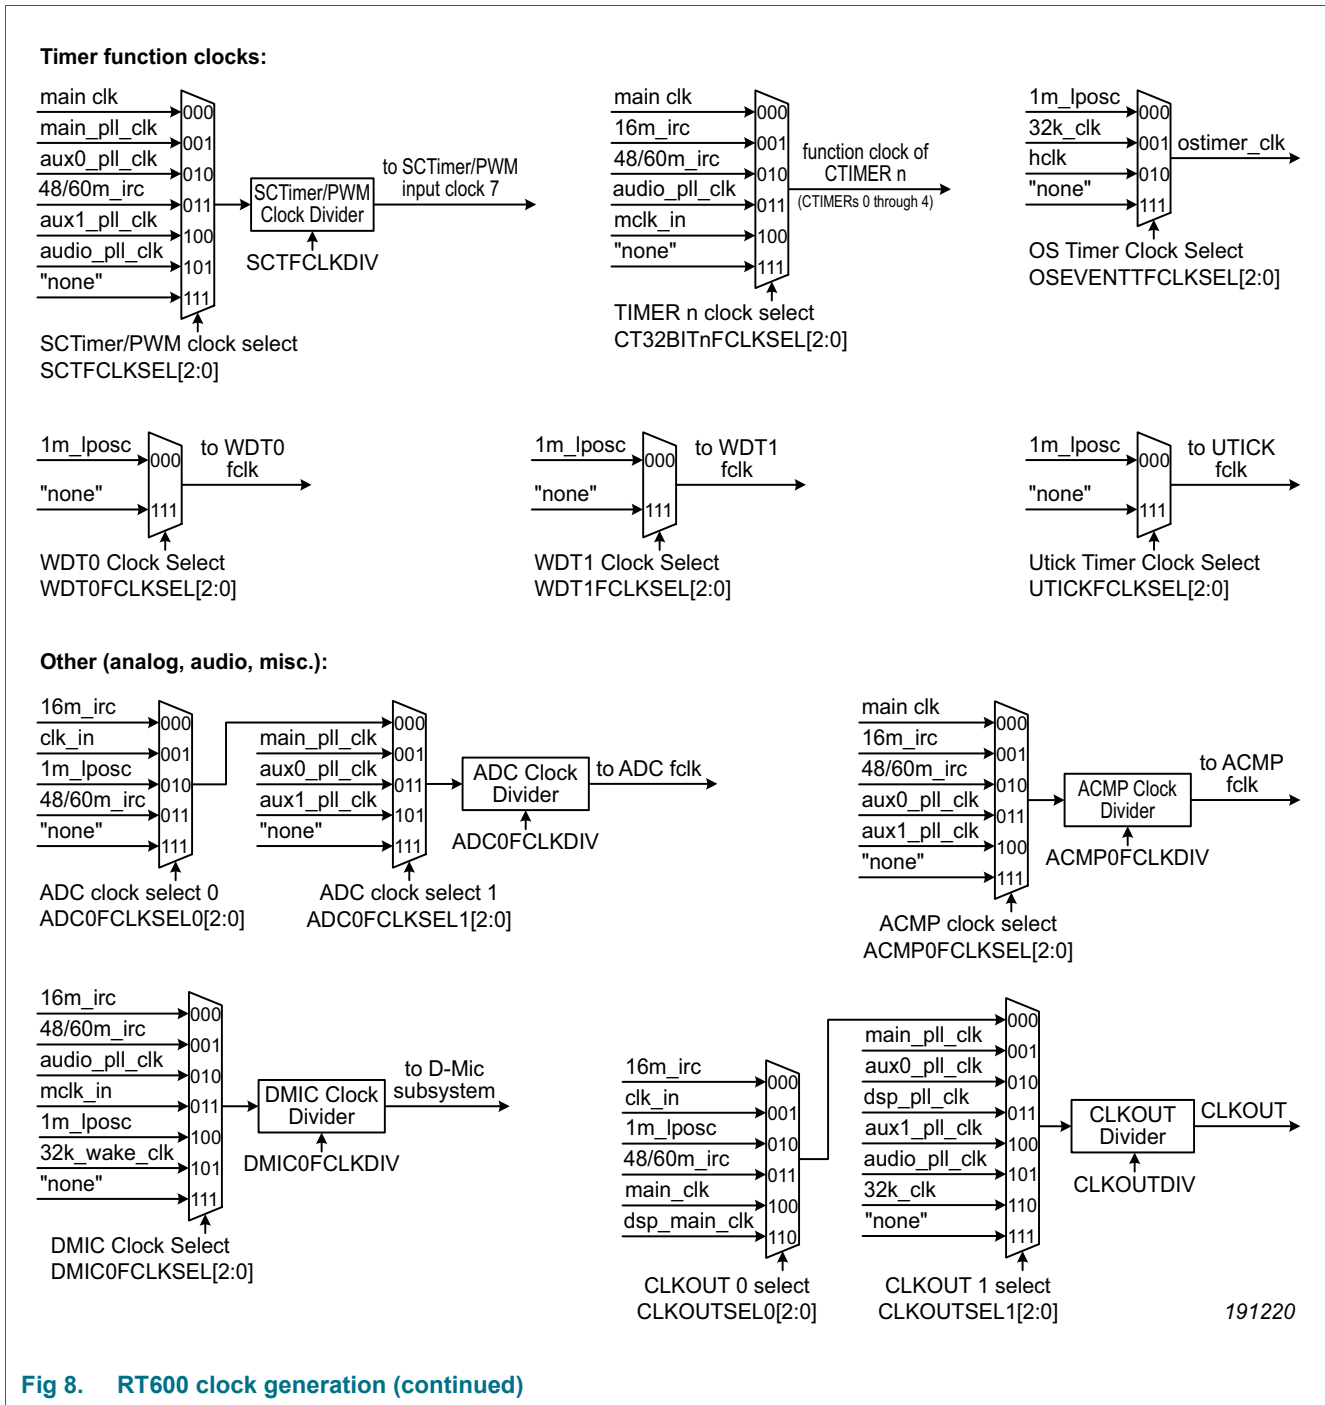 Timer function clocks:
main clk
000
main_pll_clk
001
aux0_pll_clk
010
48/60m_irc
011
aux1_pll_clk
100
audio_pll_clk
101
"none"
111
SCTimer/PWM
Clock Divider
SCTFCLKDIV
to SCTimer/PWM
input clock 7
SCTimer/PWM clock select
SCTFCLKSEL[2:0]
main clk
000
16m_irc
001
48/60m_irc
010
audio_pll_clk
011
mclk_in
100
"none"
111
function clock of
CTIMER n
(CTIMERs 0 through 4)
TIMER n clock select
CT32BITnFCLKSEL[2:0]
1m_lposc
000
32k_clk
001
hclk
010
"none"
111
ostimer_clk
OS Timer Clock Select
OSEVENTTFCLKSEL[2:0]
1m_lposc
000
"none"
111
to WDT0
fclk
WDT0 Clock Select
WDT0FCLKSEL[2:0]
1m_lposc
000
"none"
111
to WDT1
fclk
WDT1 Clock Select
WDT1FCLKSEL[2:0]
1m_lposc
000
"none"
111
to UTICK
fclk
Utick Timer Clock Select
UTICKFCLKSEL[2:0]
Other (analog, audio, misc.):
16m_irc
000
clk_in
001
1m_lposc
010
48/60m_irc
011
"none"
111
ADC clock select 0
ADC0FCLKSEL0[2:0]
000
main_pll_clk
001
aux0_pll_clk
011
aux1_pll_clk
101
"none"
111
ADC clock select 1
ADC0FCLKSEL1[2:0]
ADC Clock
Divider
ADC0FCLKDIV
to ADC fclk
main clk
000
16m_irc
001
48/60m_irc
010
aux0_pll_clk
011
aux1_pll_clk
100
"none"
111
ACMP Clock
Divider
ACMP0FCLKDIV
to ACMP
fclk
ACMP clock select
ACMP0FCLKSEL[2:0]
16m_irc
000
48/60m_irc
001
audio_pll_clk
010
mclk_in
011
1m_lposc
100
32k_wake_clk
101
"none"
111
DMIC Clock
Divider
DMIC0FCLKDIV
to D-Mic
subsystem
DMIC Clock Select
DMIC0FCLKSEL[2:0]
16m_irc
000
clk_in
001
1m_lposc
010
48/60m_irc
011
main_clk
100
dsp_main_clk
110
CLKOUT 0 select
CLKOUTSEL0[2:0]
000
main_pll_clk
001
aux0_pll_clk
010
dsp_pll_clk
011
aux1_pll_clk
100
audio_pll_clk
101
32k_clk
110
"none"
111
CLKOUT 1 select
CLKOUTSEL1[2:0]
CLKOUT
Divider
CLKOUTDIV
CLKOUT
191220
Fig 8. RT600 clock generation (continued)